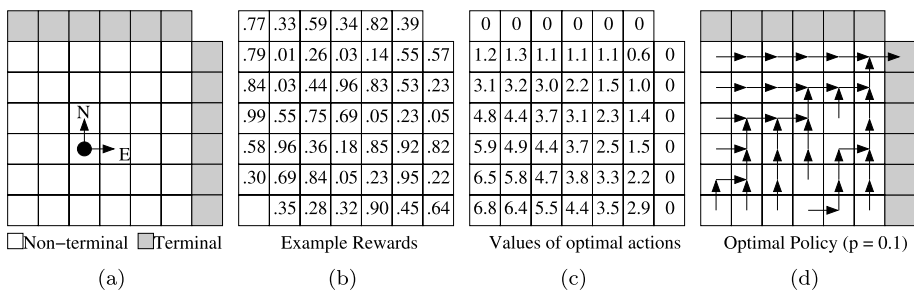 .77 .33 .59 .34 .82 .39
0 0 0 0 0 0
.79 .01 .26 .03 .14 .55 .57
1.2 1.3 1.1 1.1 1.1 0.6 0
.84 .03 .44 .96 .83 .53 .23
3.1 3.2 3.0 2.2 1.5 1.0 0
N
E
.99 .55 .75 .69 .05 .23 .05
4.8 4.4 3.7 3.1 2.3 1.4 0
.58 .96 .36 .18 .85 .92 .82
5.9 4.9 4.4 3.7 2.5 1.5 0
.30 .69 .84 .05 .23 .95 .22
6.5 5.8 4.7 3.8 3.3 2.2 0
.35 .28 .32 .90 .45 .64
6.8 6.4 5.5 4.4 3.5 2.9 0
Non-terminal Terminal
Example Rewards
Values of optimal actions
Optimal Policy (p = 0.1)
(a) (b) (c) (d)